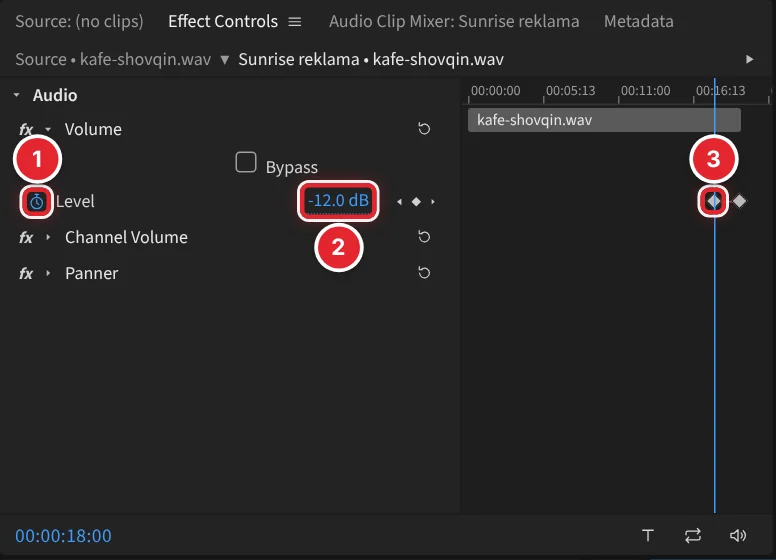 Source: (no clips) Effect Controls Audio Clip Mixer: Sunrise reklama Metadata
Source • kafe-shovqin.wav Sunrise reklama • kafe-shovqin.wav
00:00:00 00:05:13 00:11:00 00:16:13
Audio
kafe-shovqin.wav
fx Volume
1 3
Bypass
Level -12.0 dB
fx Channel Volume
2
fx Panner
00:00:18:00